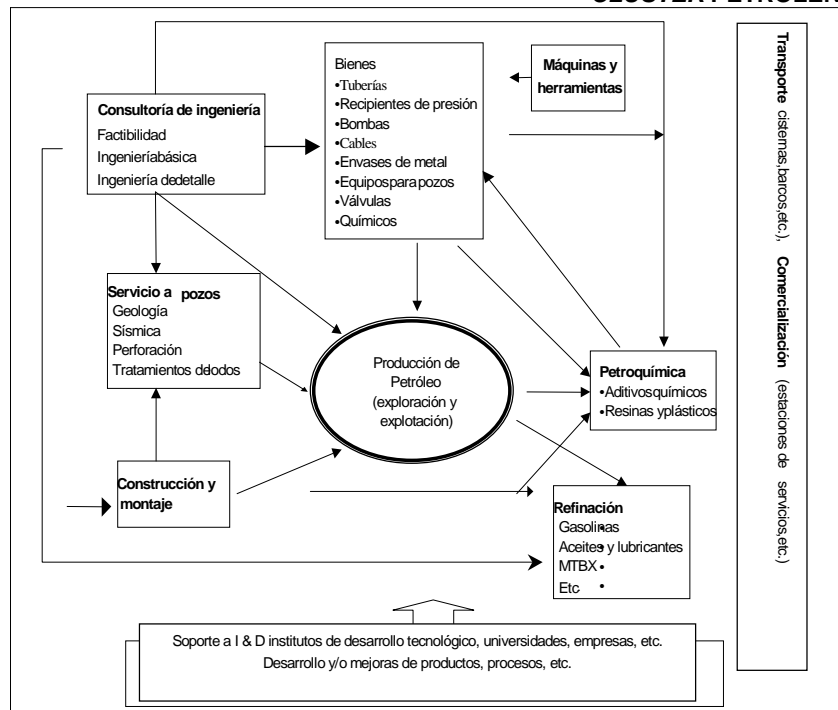 Consultoría de ingeniería
Factibilidad
Ingenieríabásica
Ingeniería dedetalle
Bienes
•Tuberías
•Recipientes de presión
•Bombas
•Cables
•Envases de metal
•Equiposparapozos
•Válvulas
•Químicos
Máquinas y
herramientas
Servicio a pozos
Geología
Sísmica
Perforación
Tratamientos delodos
Producción de
Petróleo
(exploración y
explotación)
Petroquímica
•Aditivosquímicos
•Resinas yplásticos
Construcción y
montaje
Refinación
Gasolinas•
Aceites y lubricantes•
MTBX •
Etc •
Soporte a I & D institutos de desarrollo tecnológico, universidades, empresas, etc.
Desarrollo y/o mejoras de productos, procesos, etc.
Transporte cisternas,barcos,etc.), Comercialización (estaciones de servicios,etc.)